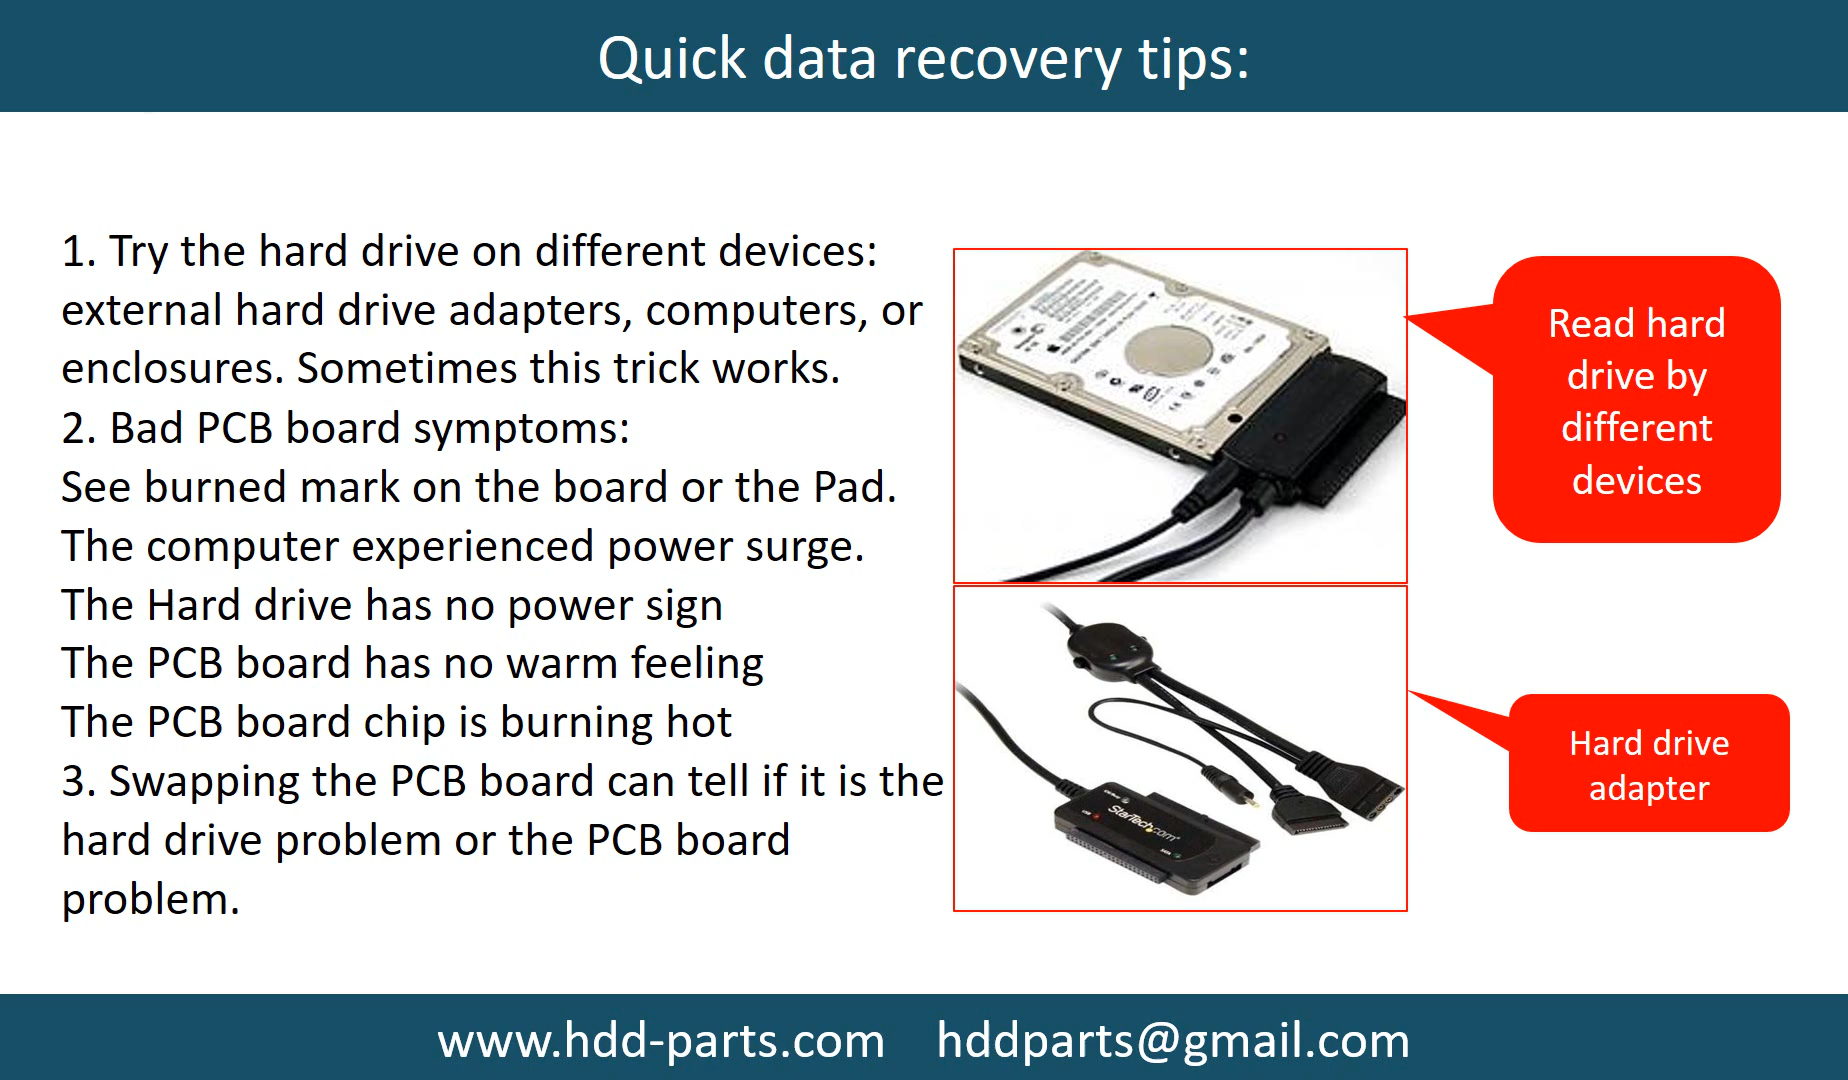 Quick data recovery tips:
1. Try the hard drive on different devices:
external hard drive adapters, computers, or
enclosures. Sometimes this trick works.
2. Bad PCB board symptoms:
See burned mark on the board or the Pad.
The computer experienced power surge.
The Hard drive has no power sign
The PCB board has no warm feeling
The PCB board chip is burning hot
3. Swapping the PCB board can tell if it is the
hard drive problem or the PCB board
problem.
Read hard
drive by
different
devices
StarTech.com
Hard drive
adapter
www.hdd-parts.com hddparts@gmail.com